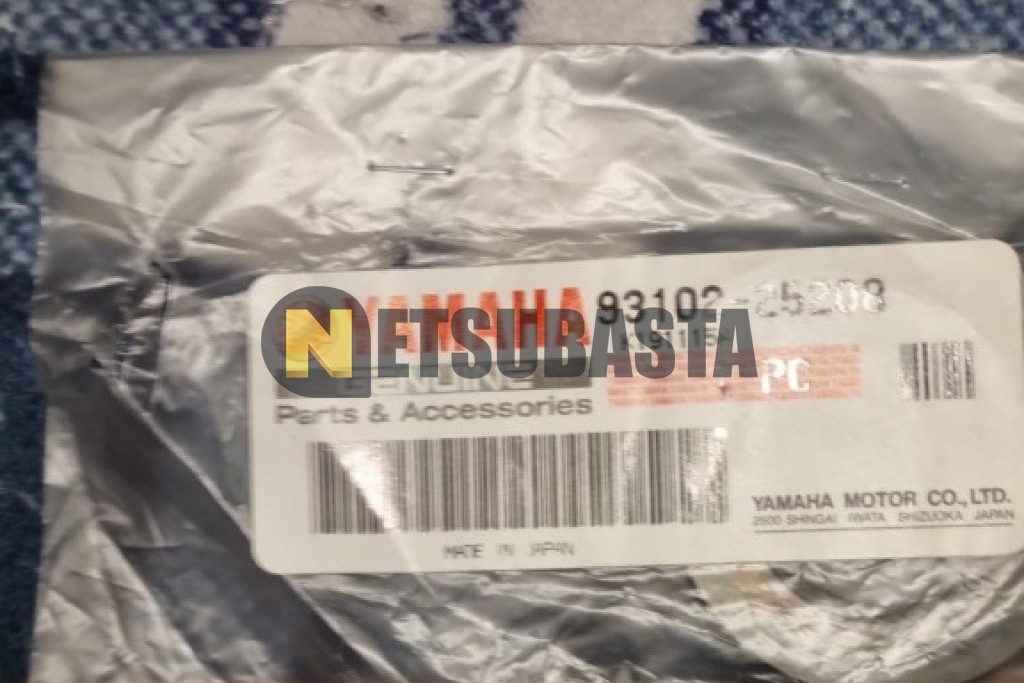 YAMAHA 93102-25208
GENUINE
Parts & Accessories
PC
MADE IN JAPAN
YAMAHA MOTOR CO., LTD.
2500 SHINGAI IWATA SHIZUOKA JAPAN
NETSUBASTA